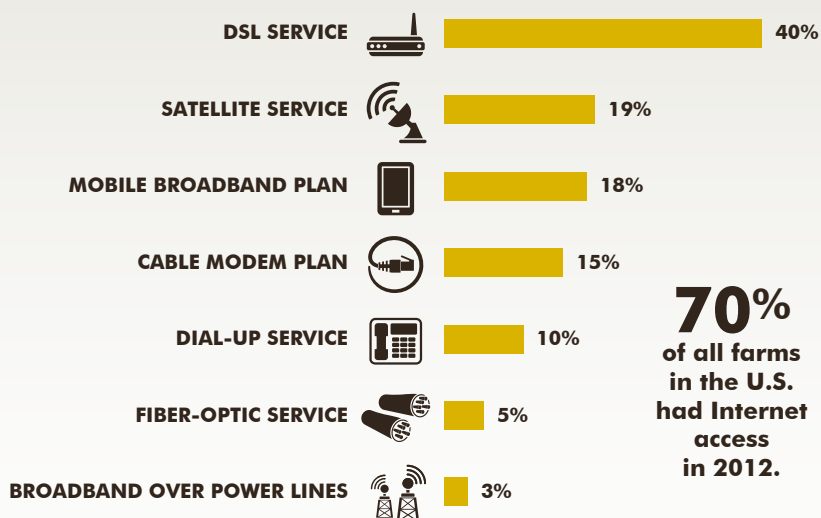 DSL SERVICE 40%
SATELLITE SERVICE 19%
MOBILE BROADBAND PLAN 18%
CABLE MODEM PLAN 15%
DIAL-UP SERVICE 10%
FIBER-OPTIC SERVICE 5%
BROADBAND OVER POWER LINES 3%
70%
of all farms
in the U.S.
had Internet
access
in 2012.